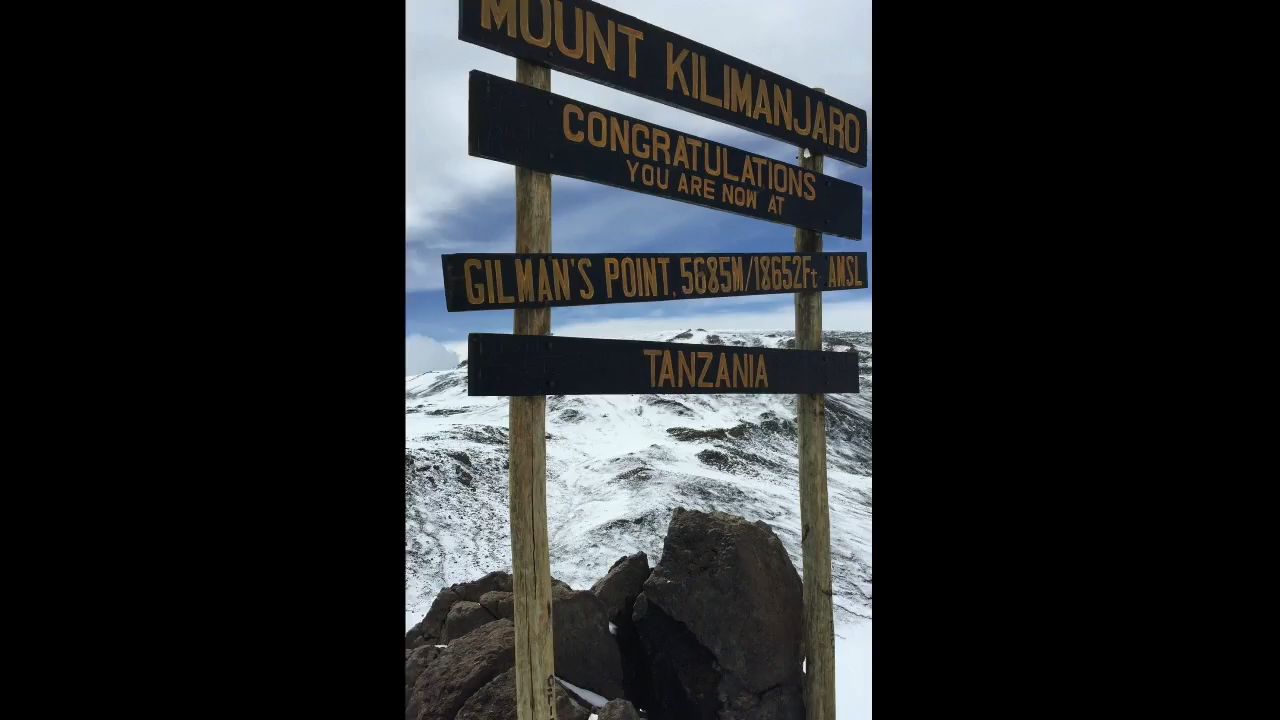 MOUNT KILIMANJARO
CONGRATULATIONS
YOU ARE NOW AT
GILMAN'S POINT, 5685M/18652Ft AMSL
TANZANIA